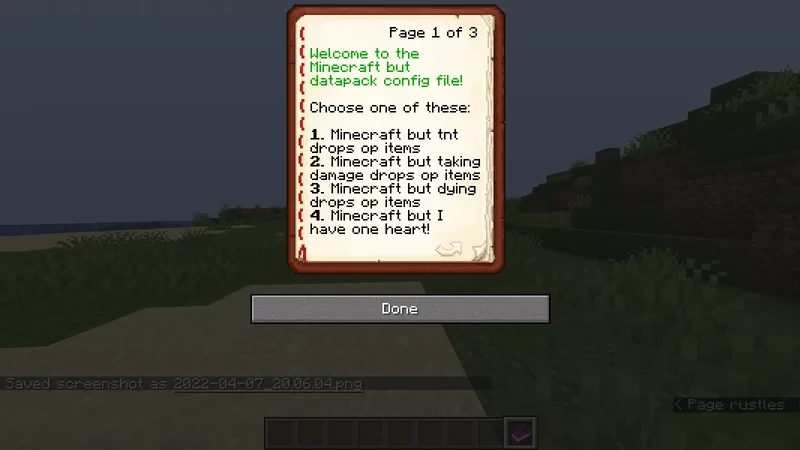 Page 1 of 3
Welcome to the
Minecraft but
datapack config file!
Choose one of these:
1. Minecraft but tnt
drops op items
2. Minecraft but taking
damage drops op items
3. Minecraft but dying
drops op items
4. Minecraft but I
have one heart!
Done
Saved screenshot as 2022-04-07_20.06.04.png
< Page rustles